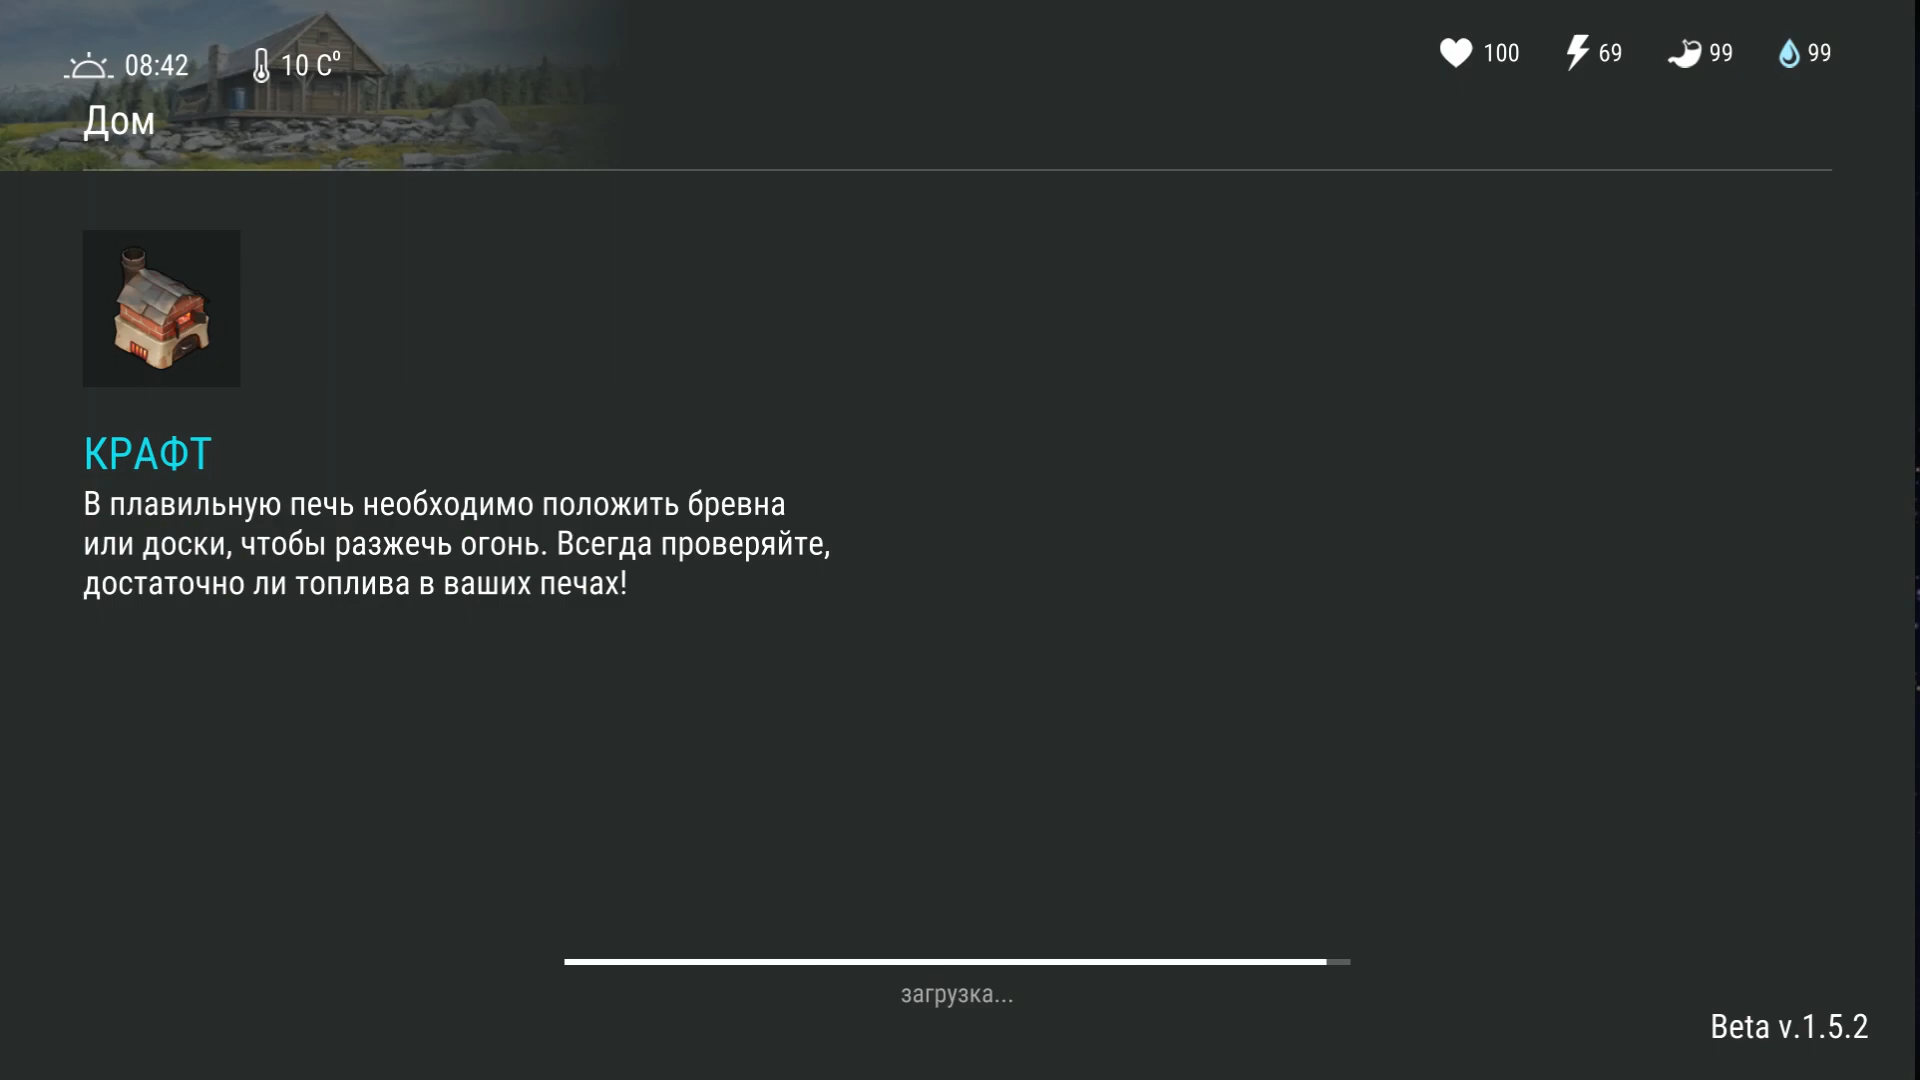 08:42
10 C⁰
100
69
99
99
Дом
КРАФТ
В плавильную печь необходимо положить бревна
или доски, чтобы разжечь огонь. Всегда проверяйте,
достаточно ли топлива в ваших печах!
загрузка...
Beta v.1.5.2